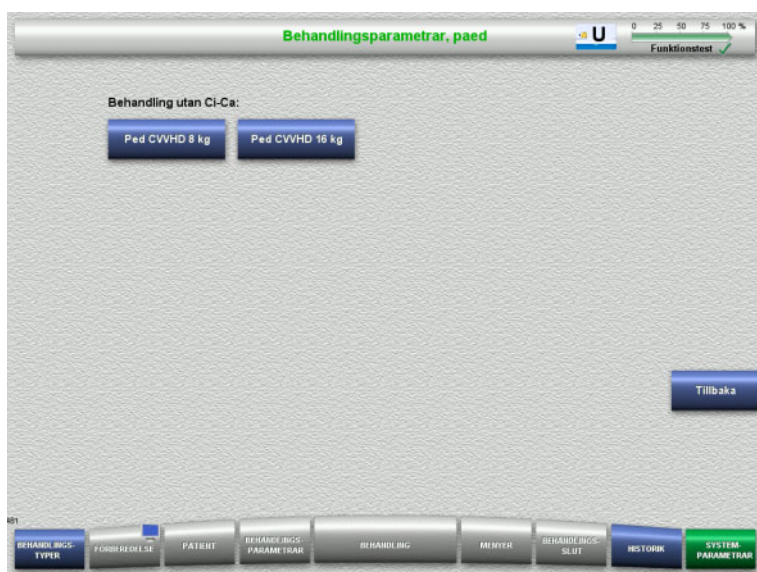 Behandlingsparametrar, paed
U
0 25 50 75 100 %
Funktionstest
Behandling utan Ci-Ca:
Ped CVVHD 8 kg
Ped CVVHD 16 kg
Tillbaka
481
BEHANDLINGS-
TYPER
FÖRBEREDELSE
PATIENT
BEHANDLINGS-
PARAMETRAR
BEHANDLING
MENYER
BEHANDLINGS-
SLUT
HISTORIK
SYSTEM-
PARAMETRAR